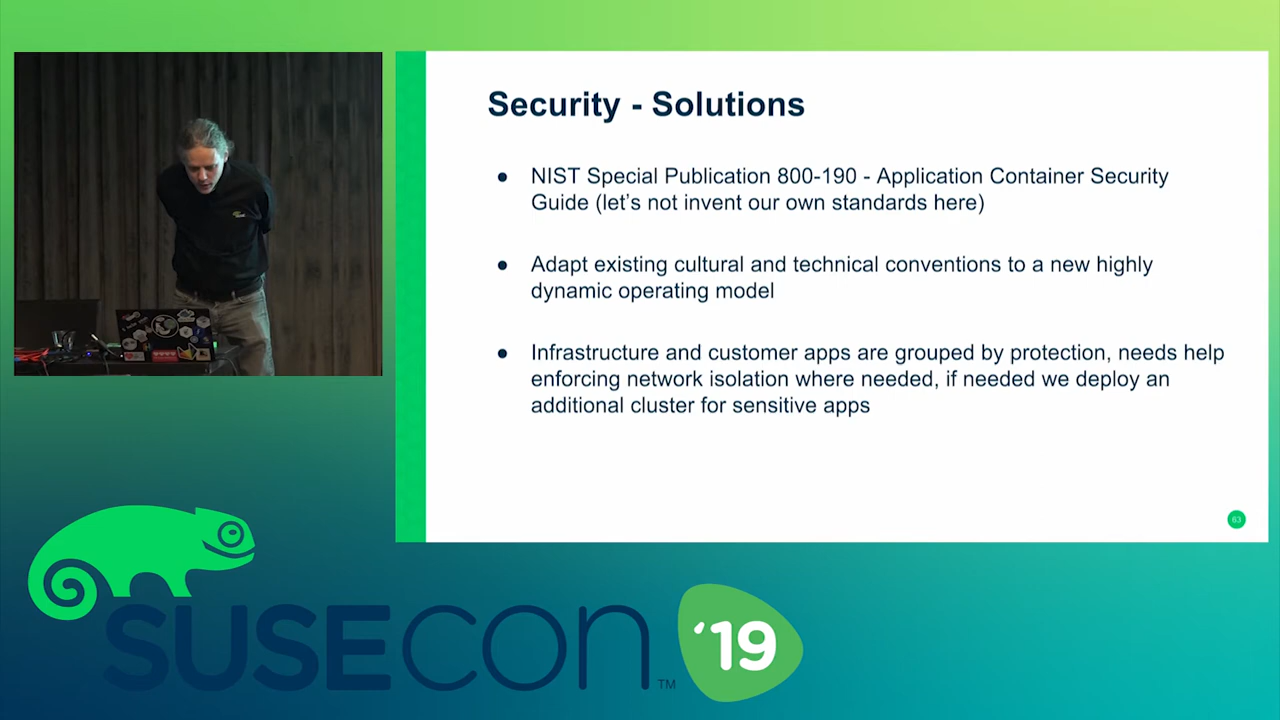 Security - Solutions
● NIST Special Publication 800-190 - Application Container Security
Guide (let's not invent our own standards here)
● Adapt existing cultural and technical conventions to a new highly
dynamic operating model
● Infrastructure and customer apps are grouped by protection, needs help
enforcing network isolation where needed, if needed we deploy an
additional cluster for sensitive apps
63
SUSECON™ '19